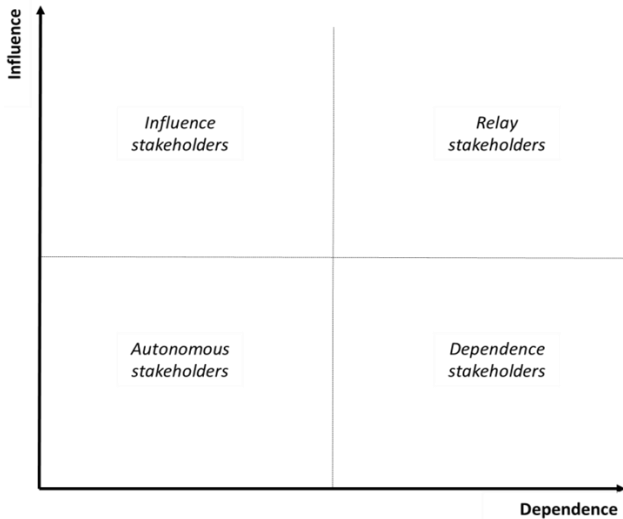 Influence
Influence
stakeholders
Relay
stakeholders
Autonomous
stakeholders
Dependence
stakeholders
Dependence